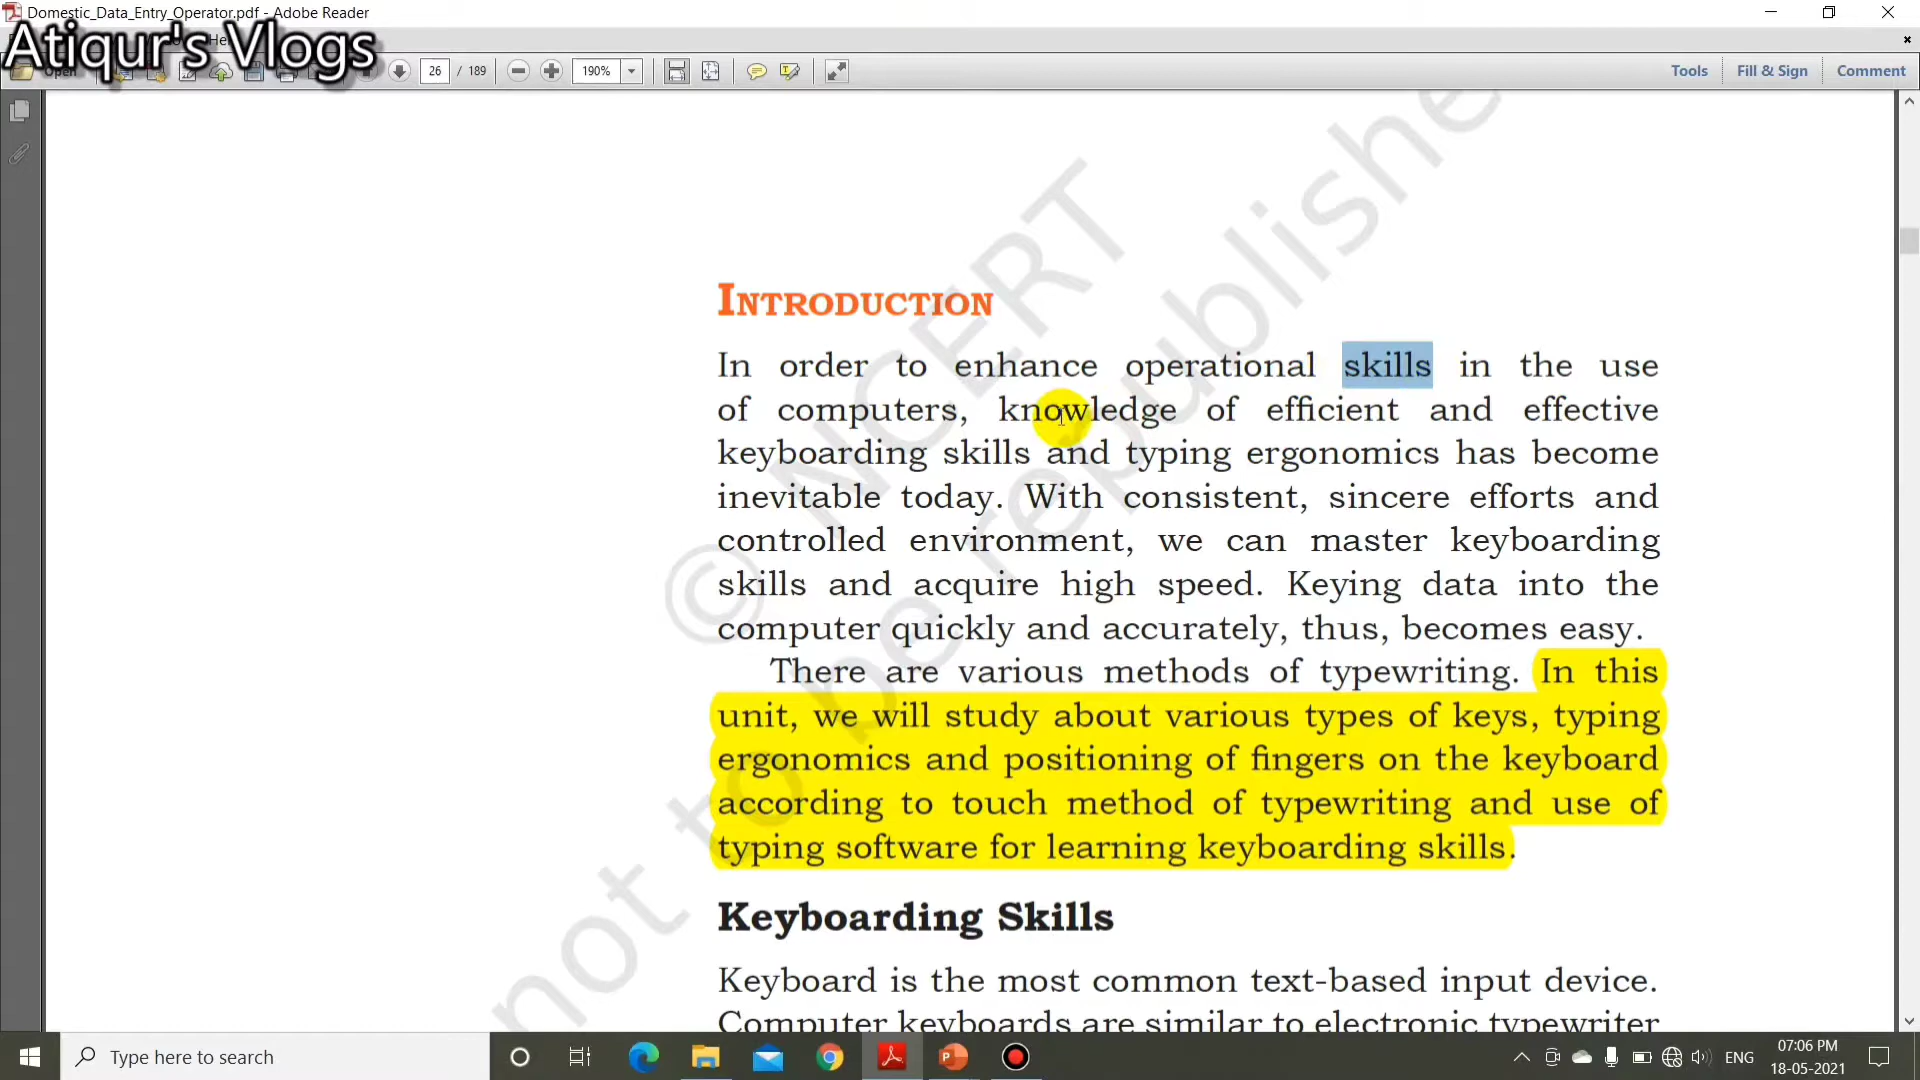 Domestic_Data_Entry_Operator.pdf - Adobe Reader
Atiqur's Vlogs
Open
26 / 189
190%
Tools Fill & Sign Comment
INTRODUCTION
In order to enhance operational skills in the use
of computers, knowledge of efficient and effective
keyboarding skills and typing ergonomics has become
inevitable today. With consistent, sincere efforts and
controlled environment, we can master keyboarding
skills and acquire high speed. Keying data into the
computer quickly and accurately, thus, becomes easy.
There are various methods of typewriting. In this
unit, we will study about various types of keys, typing
ergonomics and positioning of fingers on the keyboard
according to touch method of typewriting and use of
typing software for learning keyboarding skills.
Keyboarding Skills
Keyboard is the most common text-based input device.
Computer keyboards are similar to electronic typewriter
© NCERT
not to be republishe
Type here to search
ENG
07:06 PM
18-05-2021